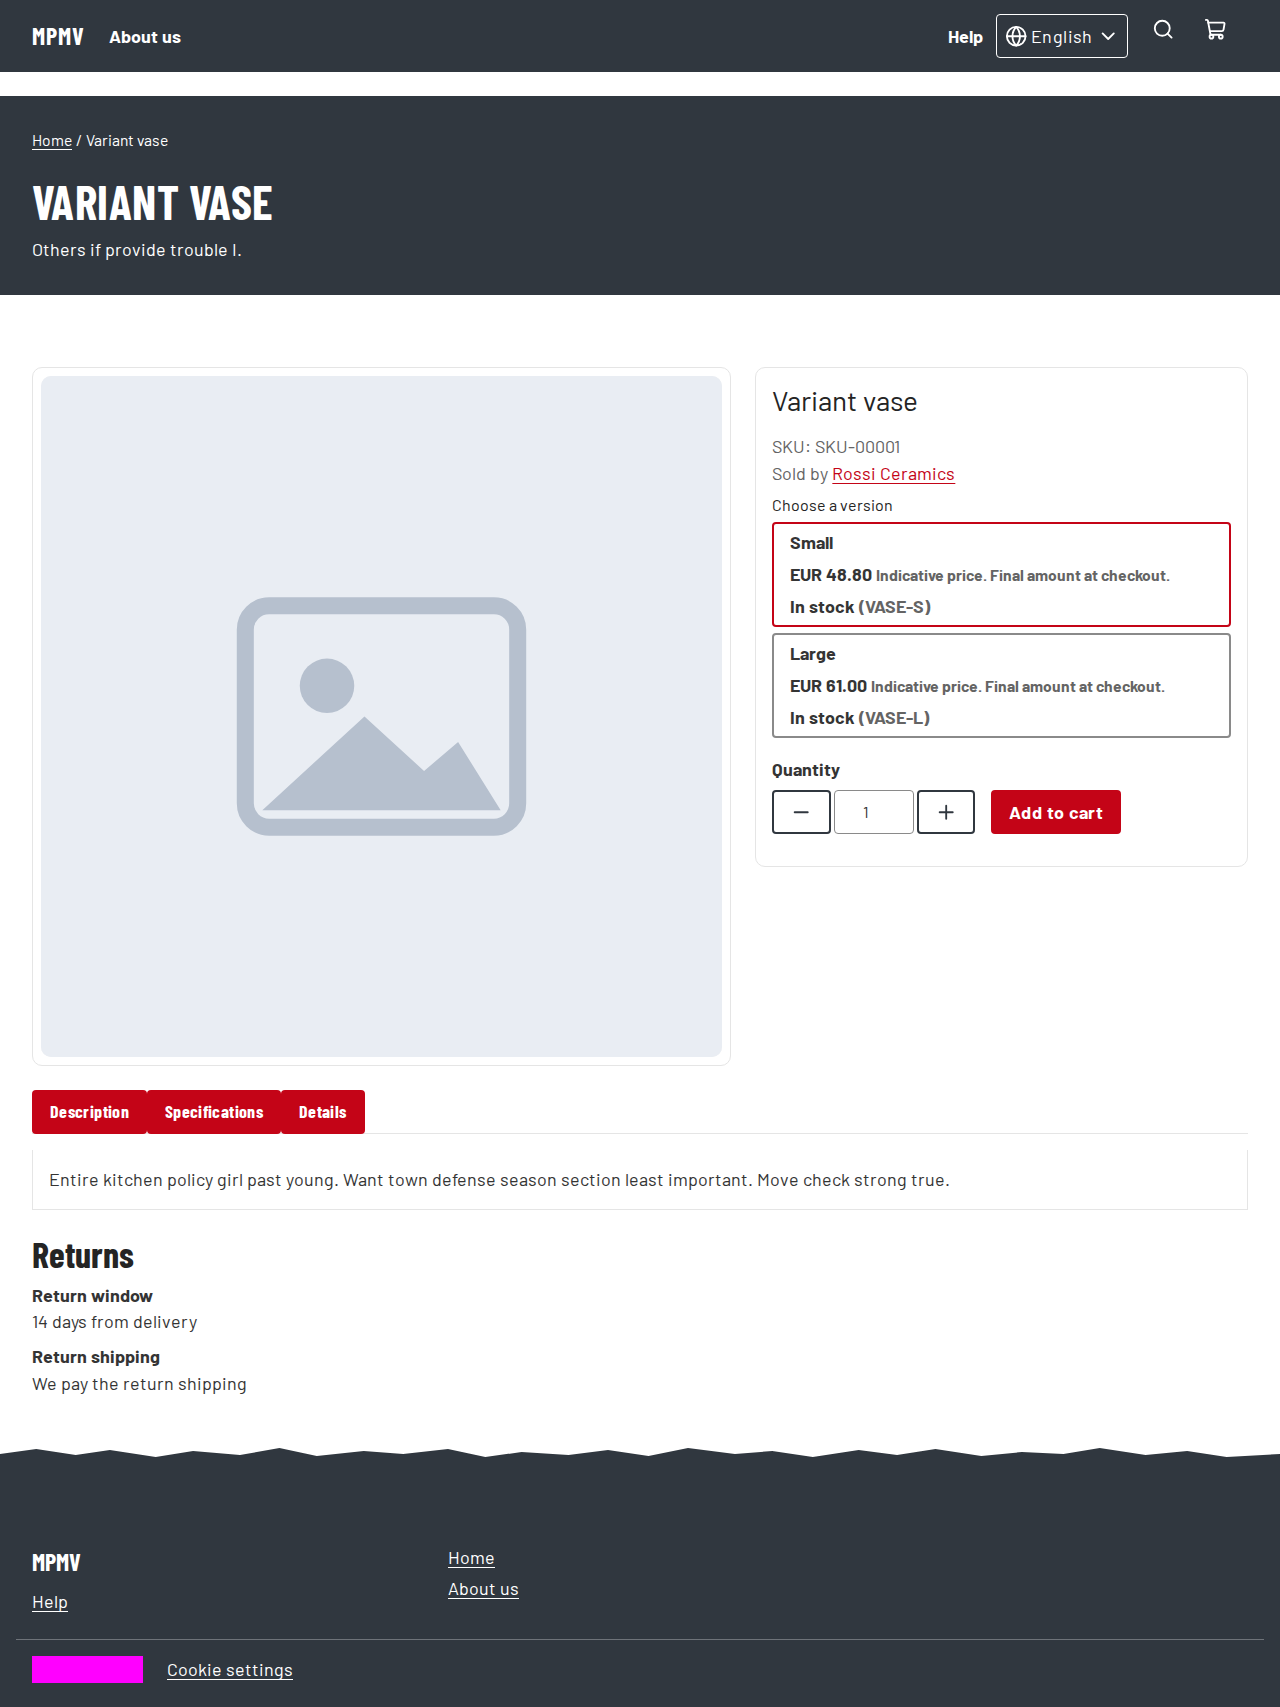 MPMV About us Help English
Home / Variant vase
VARIANT VASE
Others if provide trouble I.
Variant vase
SKU: SKU-00001
Sold by Rossi Ceramics
Choose a version
Small
EUR 48.80 Indicative price. Final amount at checkout.
In stock (VASE-S)
Large
EUR 61.00 Indicative price. Final amount at checkout.
In stock (VASE-L)
Quantity
1 Add to cart
Description Specifications Details
Entire kitchen policy girl past young. Want town defense season section least important. Move check strong true.
Returns
Return window
14 days from delivery
Return shipping
We pay the return shipping
MPMV
Help
Home
About us
Cookie settings